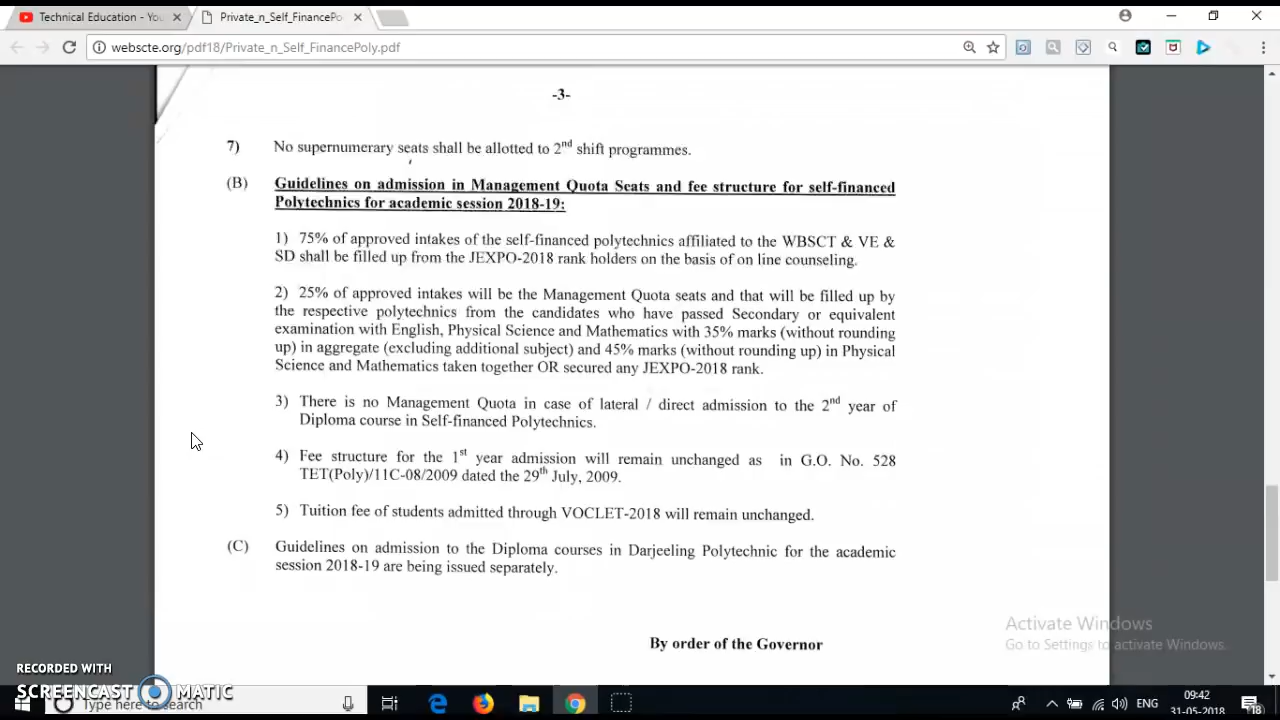 Technical Education - You
Private_n_Self_FinancePo
webscte.org/pdf18/Private_n_Self_FinancePoly.pdf
-3-
7) No supernumerary seats shall be allotted to 2nd shift programmes.
(B) Guidelines on admission in Management Quota Seats and fee structure for self-financed
Polytechnics for academic session 2018-19:
1) 75% of approved intakes of the self-financed polytechnics affiliated to the WBSCT & VE &
SD shall be filled up from the JEXPO-2018 rank holders on the basis of on line counseling.
2) 25% of approved intakes will be the Management Quota seats and that will be filled up by
the respective polytechnics from the candidates who have passed Secondary or equivalent
examination with English, Physical Science and Mathematics with 35% marks (without rounding
up) in aggregate (excluding additional subject) and 45% marks (without rounding up) in Physical
Science and Mathematics taken together OR secured any JEXPO-2018 rank.
3) There is no Management Quota in case of lateral / direct admission to the 2nd year of
Diploma course in Self-financed Polytechnics.
4) Fee structure for the 1st year admission will remain unchanged as in G.O. No. 528
TET(Poly)/11C-08/2009 dated the 29th July, 2009.
5) Tuition fee of students admitted through VOCLET-2018 will remain unchanged.
(C) Guidelines on admission to the Diploma courses in Darjeeling Polytechnic for the academic
session 2018-19 are being issued separately.
By order of the Governor
Activate Windows
Go to Settings to activate Windows.
RECORDED WITH
SCREENCAST MATIC
Type here to search
ENG
09:42
31-05-2018
18